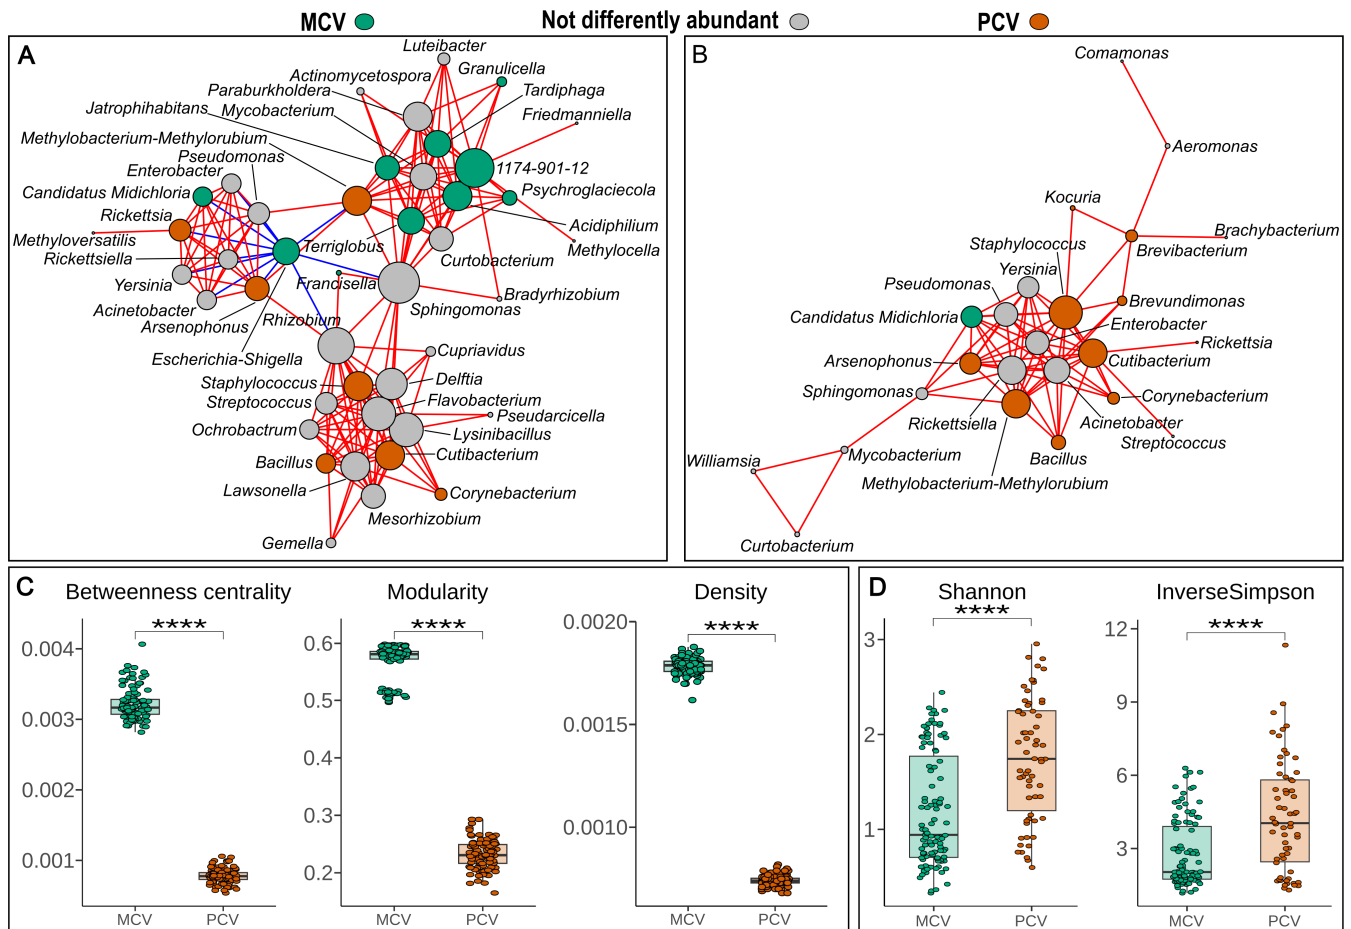 MCV
Not differently abundant
PCV
A
Luteibacter
Granulicella
Actinomycetospora
Paraburkholdera
Tardiphaga
Jatrophihabitans
Mycobacterium
Friedmanniella
Methylobacterium-Methylorubium
Pseudomonas
1174-901-12
Enterobacter
Candidatus Midichloria
Psychroglaciecola
Rickettsia
Acidiphilium
Methyloversatilis
Terriglobus
Methylocella
Rickettsiella
Curtobacterium
Yersinia
Francisella
Bradyrhizobium
Acinetobacter
Sphingomonas
Arsenophonus
Rhizobium
Escherichia-Shigella
Cupriavidus
Staphylococcus
Delftia
Streptococcus
Flavobacterium
Pseudarcicella
Ochrobactrum
Lysinibacillus
Bacillus
Cutibacterium
Lawsonella
Corynebacterium
Mesorhizobium
Gemella
B
Comamonas
Aeromonas
Kocuria
Brachybacterium
Staphylococcus
Brevibacterium
Yersinia
Pseudomonas
Brevundimonas
Candidatus Midichloria
Enterobacter
Rickettsia
Arsenophonus
Cutibacterium
Sphingomonas
Corynebacterium
Rickettsiella
Acinetobacter
Streptococcus
Mycobacterium
Bacillus
Williamsia
Methylobacterium-Methylorubium
Curtobacterium
C
Betweenness centrality
****
0.004
0.003
0.002
0.001
MCV
PCV
Modularity
****
0.6
0.5
0.4
0.3
0.2
MCV
PCV
Density
****
0.0020
0.0015
0.0010
MCV
PCV
D
Shannon
****
3
2
1
MCV
PCV
InverseSimpson
****
12
9
6
3
MCV
PCV